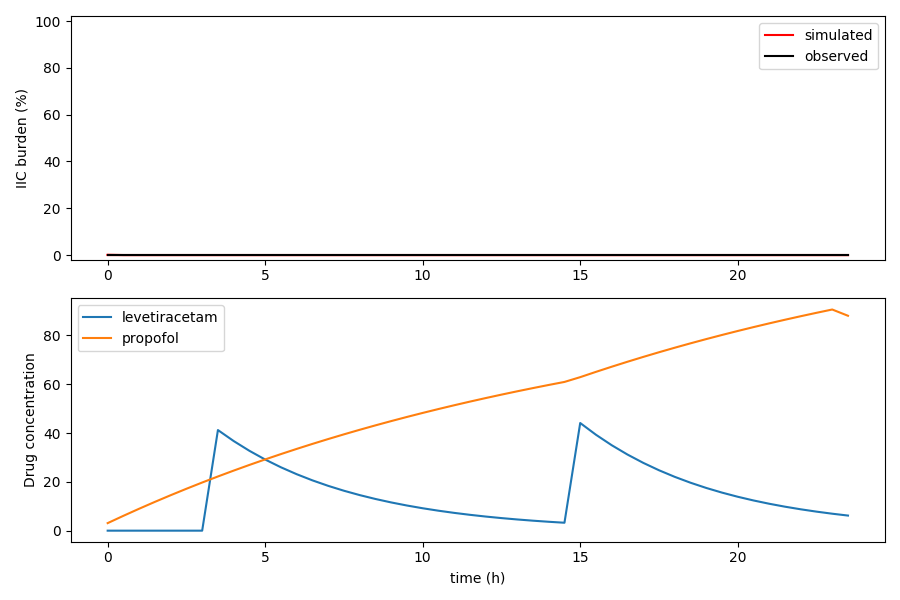 IIC burden (%)
100
80
60
40
20
0
simulated
observed
0 5 10 15 20
Drug concentration
80
60
40
20
0
levetiracetam
propofol
0 5 10 15 20
time (h)